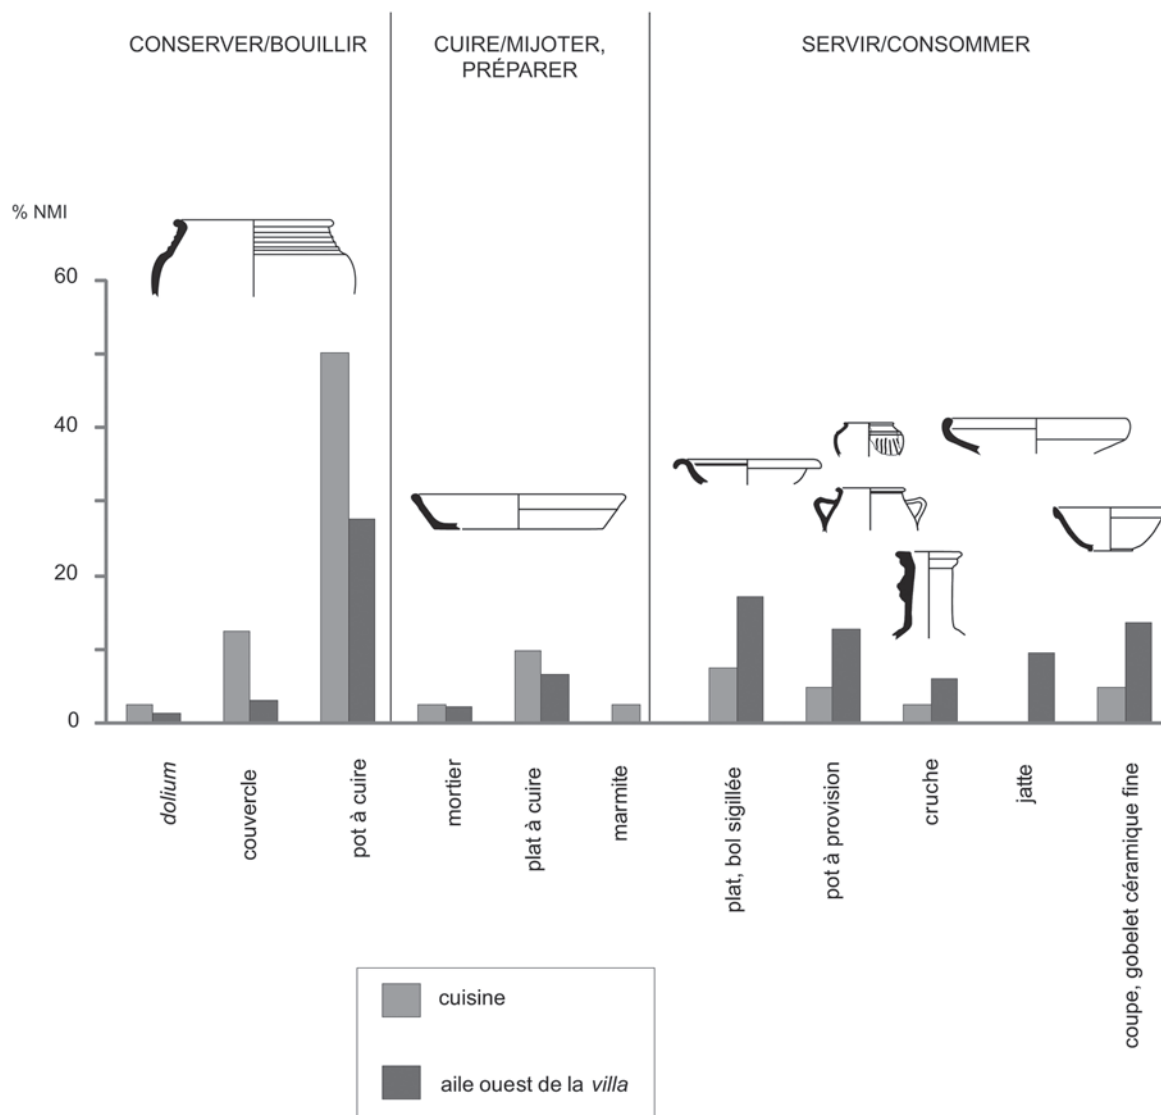 CONSERVER/BOUILLIR
CUIRE/MIJOTER,
PRÉPARER
SERVIR/CONSOMMER
% NMI
60
40
20
0
dolium
couvercle
pot à cuire
mortier
plat à cuire
marmite
plat, bol sigillée
pot à provision
cruche
jatte
coupe, gobelet céramique fine
cuisine
aile ouest de la villa